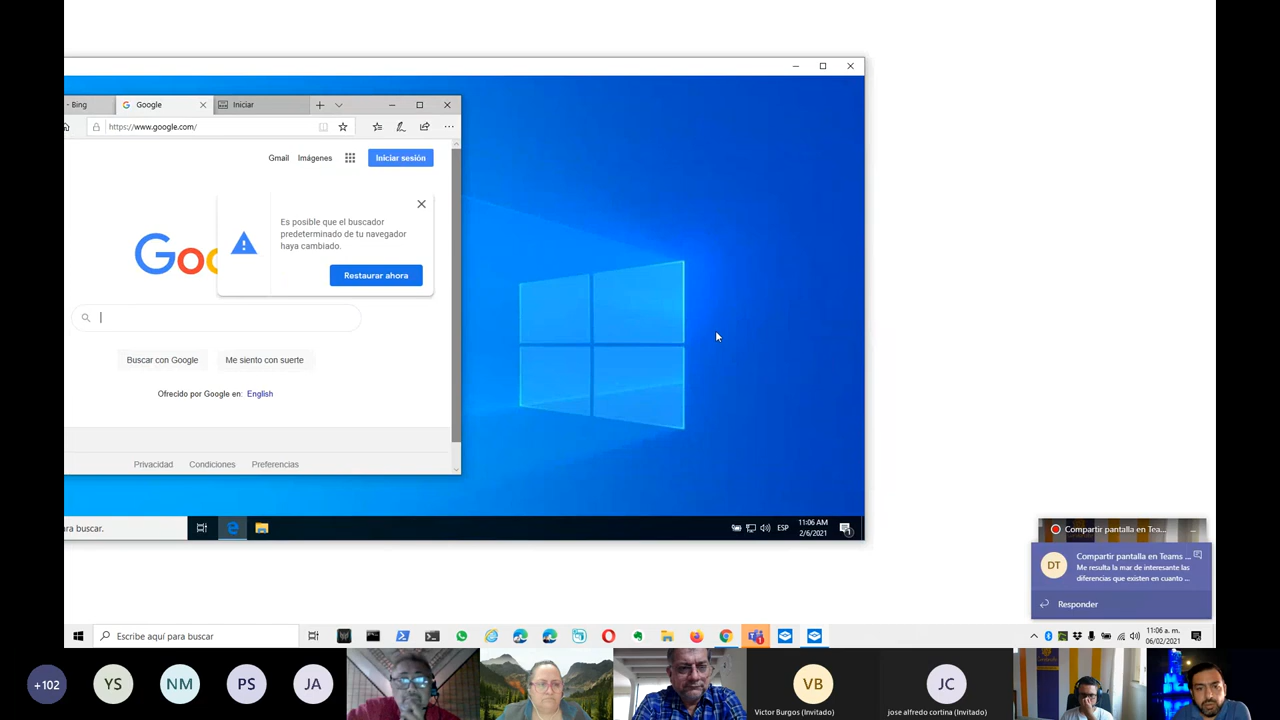 - Bing
Google
Iniciar
https://www.google.com/
Gmail
Imágenes
Iniciar sesión
Es posible que el buscador
predeterminado de tu navegador
haya cambiado.
Restaurar ahora
Goo
Buscar con Google
Me siento con suerte
Ofrecido por Google en: English
Privacidad
Condiciones
Preferencias
ara buscar.
ESP
11:06 AM
2/6/2021
1
Compartir pantalla en Tea...
Compartir pantalla en Teams ...
DT
Me resulta la mar de interesante las
diferencias que existen en cuanto ...
Responder
Escribe aquí para buscar
11:06 a. m.
06/02/2021
+102
YS
NM
PS
JA
VB
Victor Burgos (Invitado)
JC
jose alfredo cortina (Invitado)